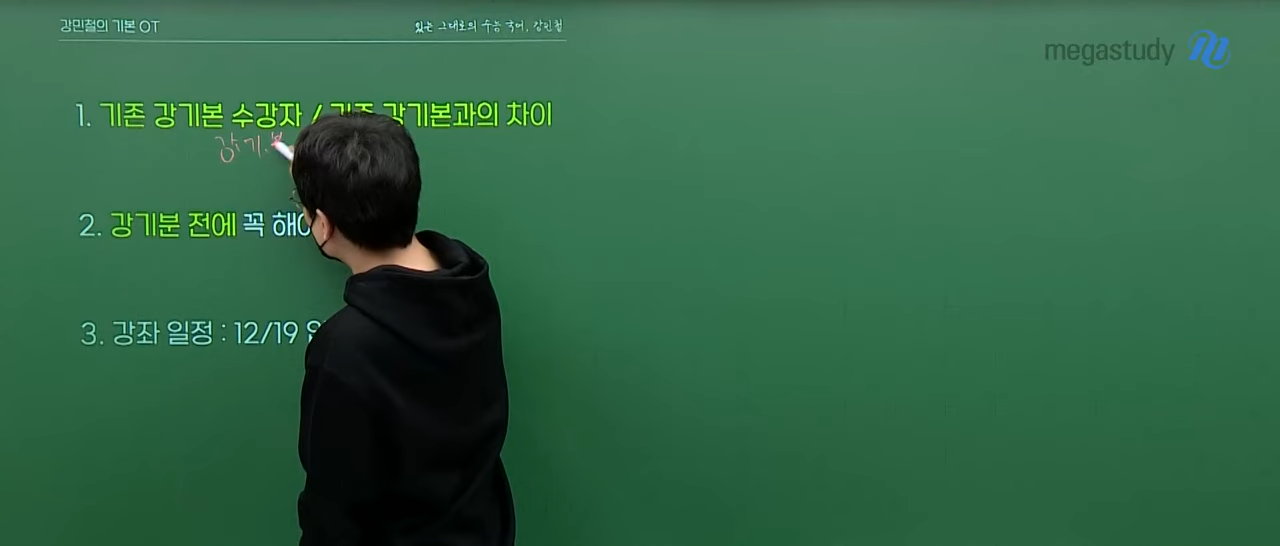 강민철의 기본 OT
있는 그대로의 수능 국어, 강민철
megastudy
1. 기존 강기본 수강자 / 기존 강기본과의 차이
강기본
2. 강기분 전에 꼭 해야
3. 강좌 일정 : 12/19